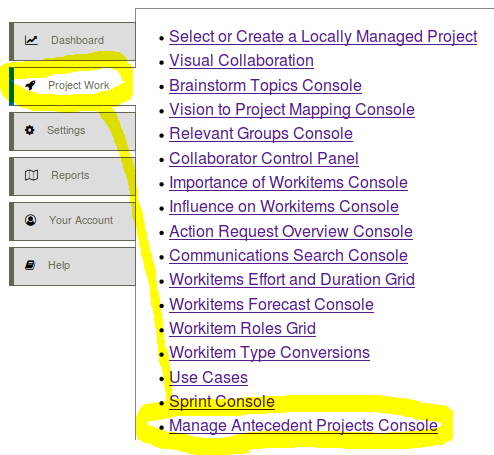 Dashboard
Project Work
Settings
Reports
Your Account
Help
Select or Create a Locally Managed Project
Visual Collaboration
Brainstorm Topics Console
Vision to Project Mapping Console
Relevant Groups Console
Collaborator Control Panel
Importance of Workitems Console
Influence on Workitems Console
Action Request Overview Console
Communications Search Console
Workitems Effort and Duration Grid
Workitems Forecast Console
Workitem Roles Grid
Workitem Type Conversions
Use Cases
Sprint Console
Manage Antecedent Projects Console